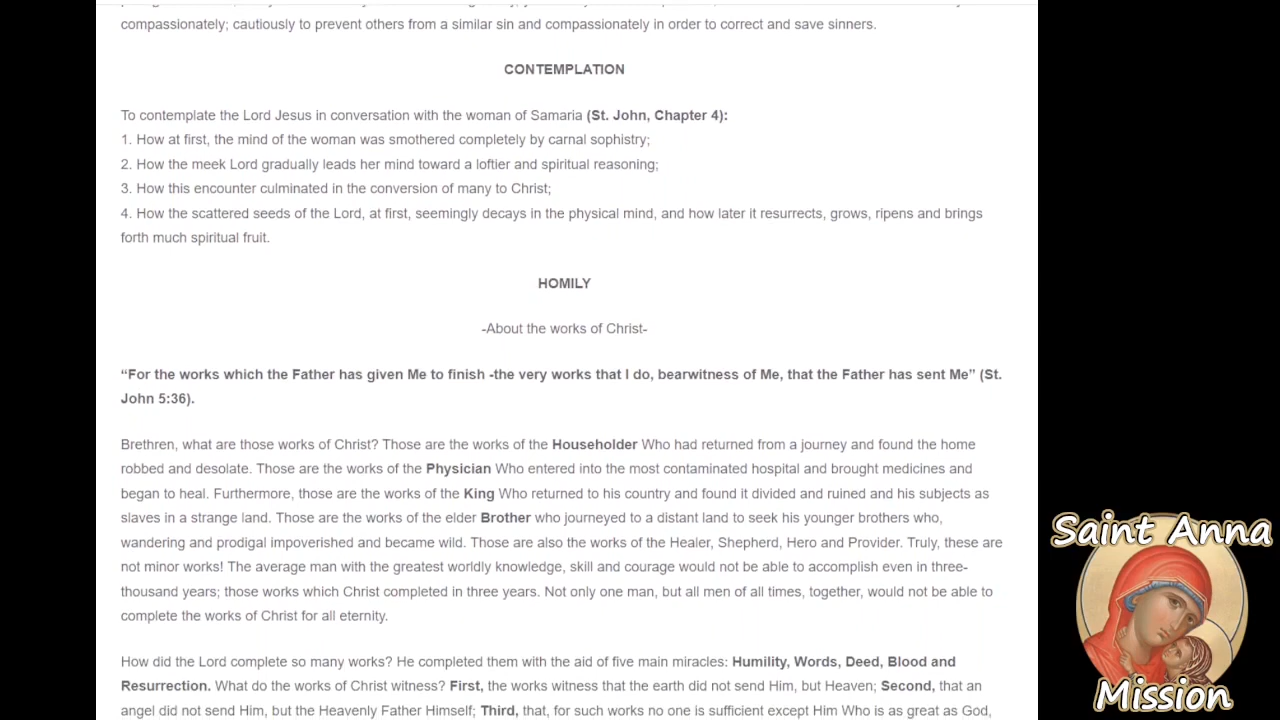 compassionately; cautiously to prevent others from a similar sin and compassionately in order to correct and save sinners.
CONTEMPLATION
To contemplate the Lord Jesus in conversation with the woman of Samaria (St. John, Chapter 4):
1. How at first, the mind of the woman was smothered completely by carnal sophistry;
2. How the meek Lord gradually leads her mind toward a loftier and spiritual reasoning;
3. How this encounter culminated in the conversion of many to Christ;
4. How the scattered seeds of the Lord, at first, seemingly decays in the physical mind, and how later it resurrects, grows, ripens and brings
forth much spiritual fruit.
HOMILY
-About the works of Christ-
“For the works which the Father has given Me to finish -the very works that I do, bearwitness of Me, that the Father has sent Me” (St.
John 5:36).
Brethren, what are those works of Christ? Those are the works of the Householder Who had returned from a journey and found the home
robbed and desolate. Those are the works of the Physician Who entered into the most contaminated hospital and brought medicines and
began to heal. Furthermore, those are the works of the King Who returned to his country and found it divided and ruined and his subjects as
slaves in a strange land. Those are the works of the elder Brother who journeyed to a distant land to seek his younger brothers who,
wandering and prodigal impoverished and became wild. Those are also the works of the Healer, Shepherd, Hero and Provider. Truly, these are
not minor works! The average man with the greatest worldly knowledge, skill and courage would not be able to accomplish even in three-
thousand years; those works which Christ completed in three years. Not only one man, but all men of all times, together, would not be able to
complete the works of Christ for all eternity.
How did the Lord complete so many works? He completed them with the aid of five main miracles: Humility, Words, Deed, Blood and
Resurrection. What do the works of Christ witness? First, the works witness that the earth did not send Him, but Heaven; Second, that an
angel did not send Him, but the Heavenly Father Himself; Third, that, for such works no one is sufficient except Him Who is as great as God,
Saint Anna
Mission